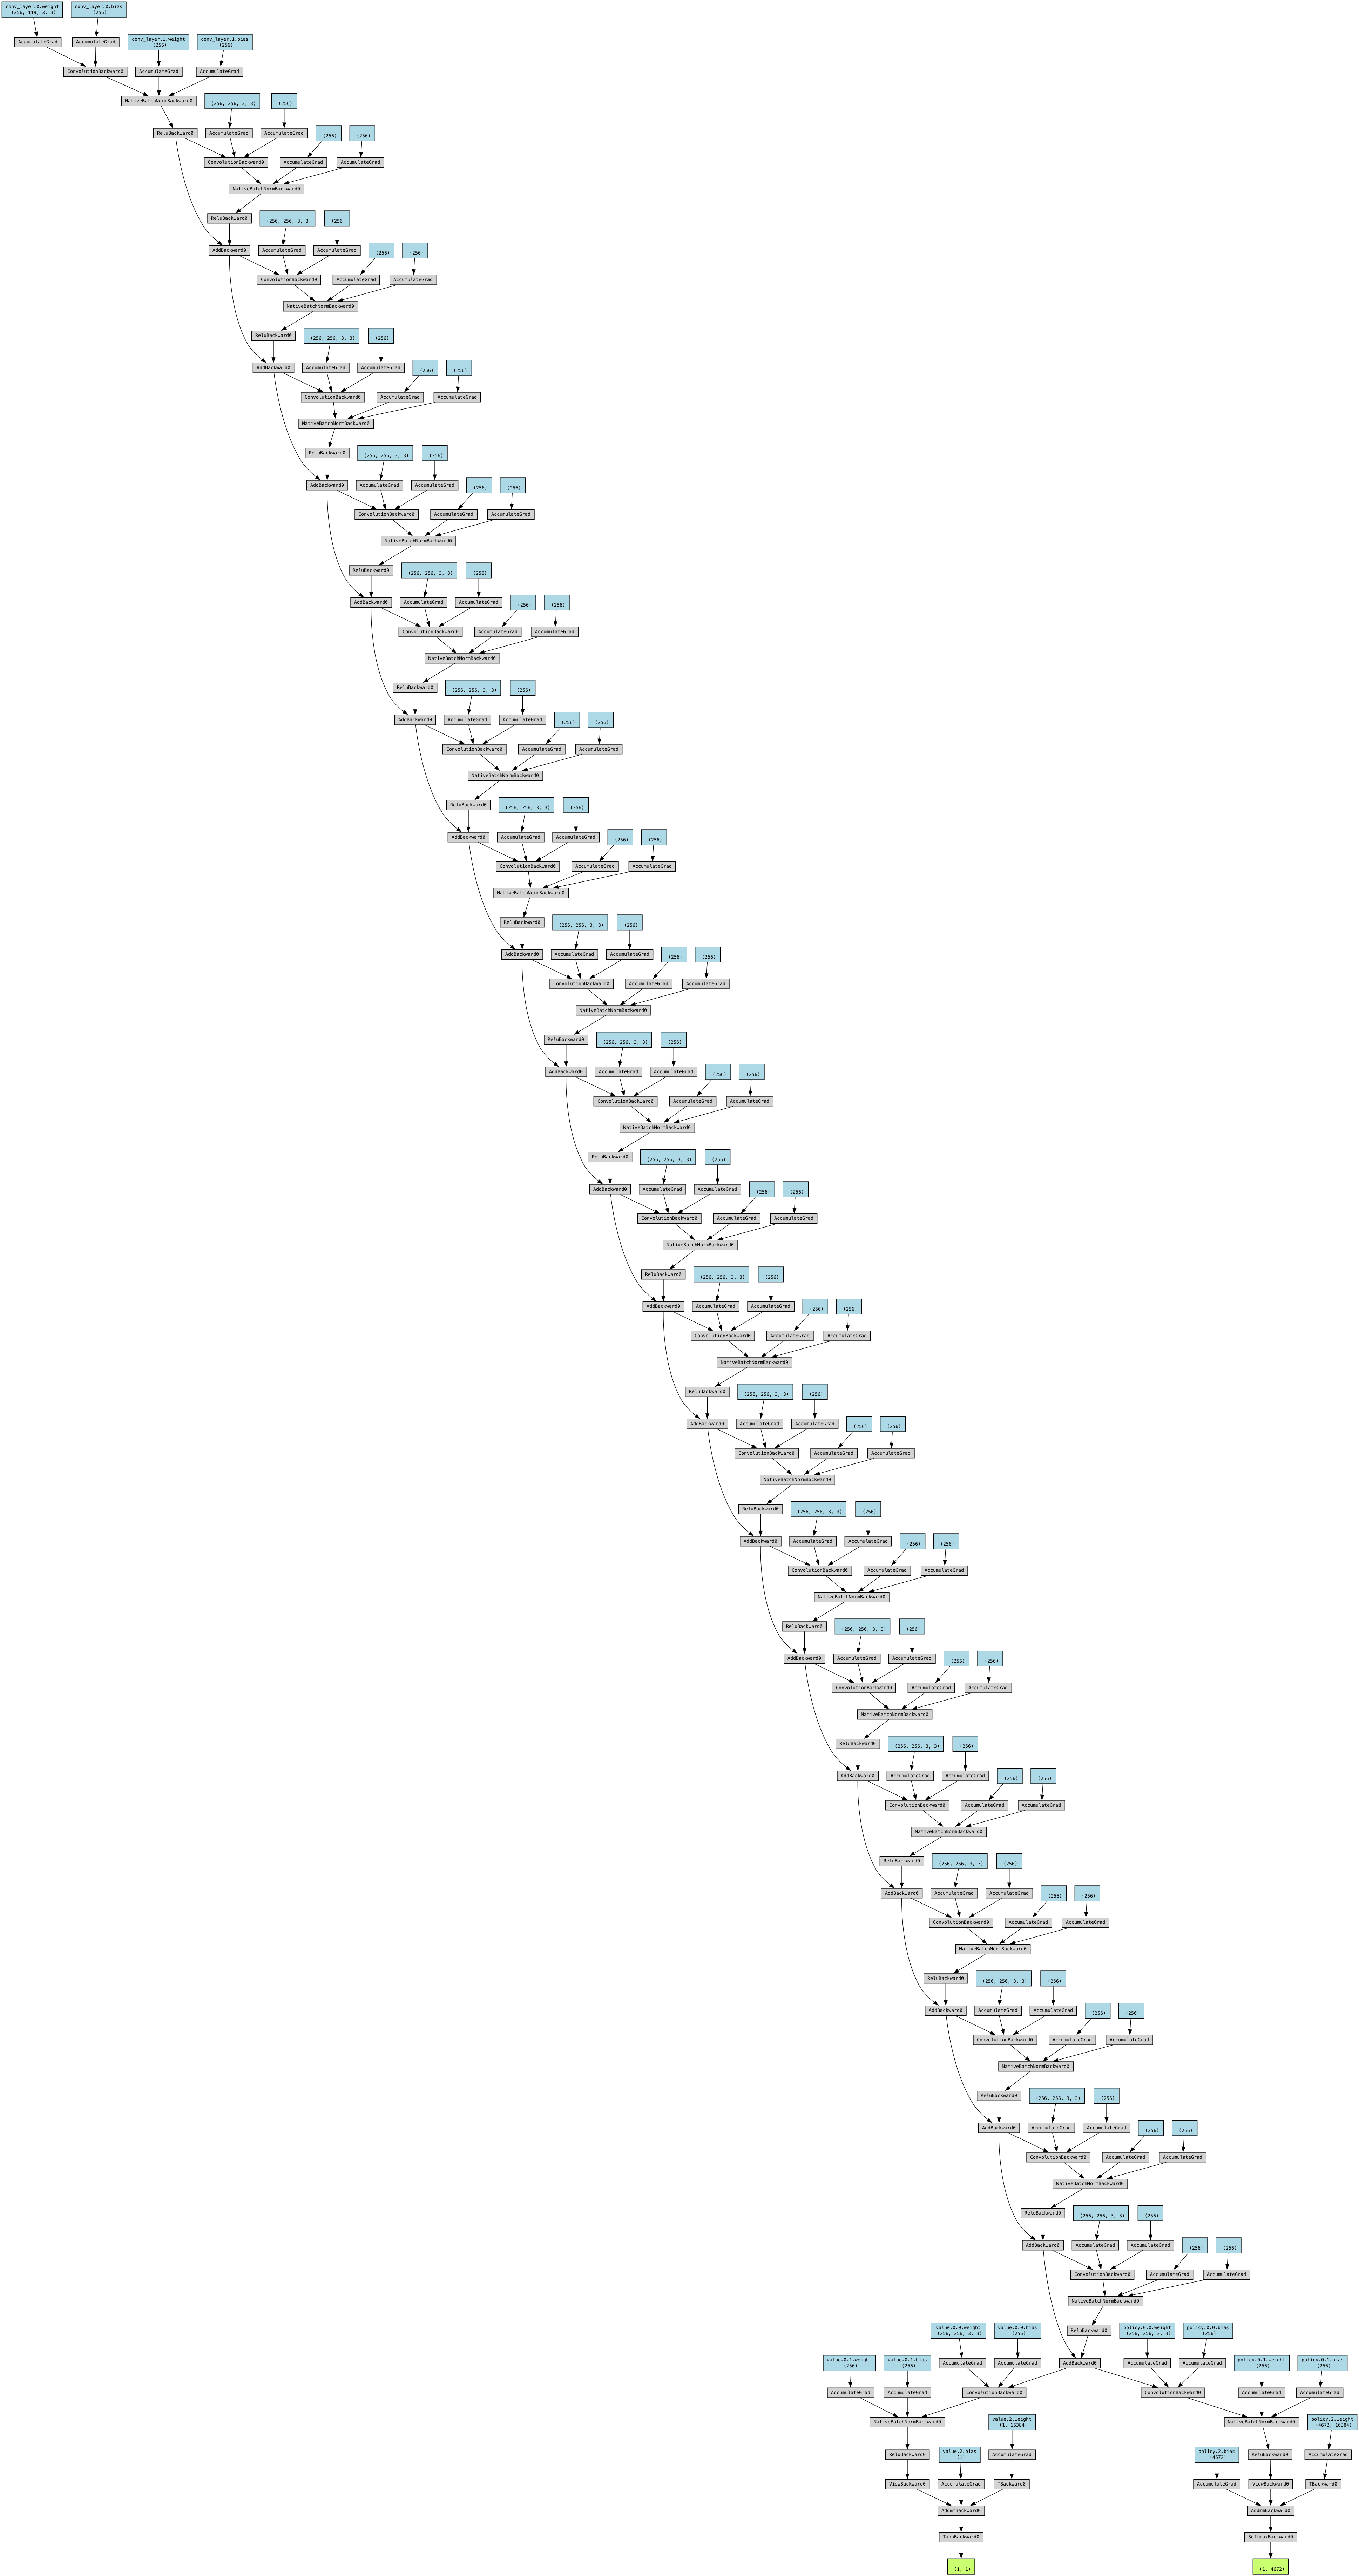 conv_layer.0.weight conv_layer.0.bias
(256, 119, 3, 3) (256)
AccumulateGrad AccumulateGrad conv_layer.1.weight conv_layer.1.bias
(256) (256)
ConvolutionBackward0 AccumulateGrad AccumulateGrad
NativeBatchNormBackward0 (256, 256, 3, 3) (256)
ReluBackward0 AccumulateGrad AccumulateGrad (256) (256)
ConvolutionBackward0 AccumulateGrad AccumulateGrad
NativeBatchNormBackward0
ReluBackward0 (256, 256, 3, 3) (256)
AddBackward0 AccumulateGrad AccumulateGrad (256) (256)
ConvolutionBackward0 AccumulateGrad AccumulateGrad
NativeBatchNormBackward0
ReluBackward0 (256, 256, 3, 3) (256)
AddBackward0 AccumulateGrad AccumulateGrad (256) (256)
ConvolutionBackward0 AccumulateGrad AccumulateGrad
NativeBatchNormBackward0
ReluBackward0 (256, 256, 3, 3) (256)
AddBackward0 AccumulateGrad AccumulateGrad (256) (256)
ConvolutionBackward0 AccumulateGrad AccumulateGrad
NativeBatchNormBackward0
ReluBackward0 (256, 256, 3, 3) (256)
AddBackward0 AccumulateGrad AccumulateGrad (256) (256)
ConvolutionBackward0 AccumulateGrad AccumulateGrad
NativeBatchNormBackward0
ReluBackward0 (256, 256, 3, 3) (256)
AddBackward0 AccumulateGrad AccumulateGrad (256) (256)
ConvolutionBackward0 AccumulateGrad AccumulateGrad
NativeBatchNormBackward0
ReluBackward0 (256, 256, 3, 3) (256)
AddBackward0 AccumulateGrad AccumulateGrad (256) (256)
ConvolutionBackward0 AccumulateGrad AccumulateGrad
NativeBatchNormBackward0
ReluBackward0 (256, 256, 3, 3) (256)
AddBackward0 AccumulateGrad AccumulateGrad (256) (256)
ConvolutionBackward0 AccumulateGrad AccumulateGrad
NativeBatchNormBackward0
ReluBackward0 (256, 256, 3, 3) (256)
AddBackward0 AccumulateGrad AccumulateGrad (256) (256)
ConvolutionBackward0 AccumulateGrad AccumulateGrad
NativeBatchNormBackward0
ReluBackward0 (256, 256, 3, 3) (256)
AddBackward0 AccumulateGrad AccumulateGrad (256) (256)
ConvolutionBackward0 AccumulateGrad AccumulateGrad
NativeBatchNormBackward0
ReluBackward0 (256, 256, 3, 3) (256)
AddBackward0 AccumulateGrad AccumulateGrad (256) (256)
ConvolutionBackward0 AccumulateGrad AccumulateGrad
NativeBatchNormBackward0
ReluBackward0 (256, 256, 3, 3) (256)
AddBackward0 AccumulateGrad AccumulateGrad (256) (256)
ConvolutionBackward0 AccumulateGrad AccumulateGrad
NativeBatchNormBackward0
ReluBackward0 (256, 256, 3, 3) (256)
AddBackward0 AccumulateGrad AccumulateGrad (256) (256)
ConvolutionBackward0 AccumulateGrad AccumulateGrad
NativeBatchNormBackward0
ReluBackward0 (256, 256, 3, 3) (256)
AddBackward0 AccumulateGrad AccumulateGrad (256) (256)
ConvolutionBackward0 AccumulateGrad AccumulateGrad
NativeBatchNormBackward0
ReluBackward0 (256, 256, 3, 3) (256)
AddBackward0 AccumulateGrad AccumulateGrad (256) (256)
ConvolutionBackward0 AccumulateGrad AccumulateGrad
NativeBatchNormBackward0
ReluBackward0 (256, 256, 3, 3) (256)
AddBackward0 AccumulateGrad AccumulateGrad (256) (256)
ConvolutionBackward0 AccumulateGrad AccumulateGrad
NativeBatchNormBackward0
ReluBackward0 (256, 256, 3, 3) (256)
AddBackward0 AccumulateGrad AccumulateGrad (256) (256)
ConvolutionBackward0 AccumulateGrad AccumulateGrad
NativeBatchNormBackward0
ReluBackward0 (256, 256, 3, 3) (256)
AddBackward0 AccumulateGrad AccumulateGrad (256) (256)
ConvolutionBackward0 AccumulateGrad AccumulateGrad
NativeBatchNormBackward0
ReluBackward0 (256, 256, 3, 3) (256)
AddBackward0 AccumulateGrad AccumulateGrad (256) (256)
ConvolutionBackward0 AccumulateGrad AccumulateGrad
NativeBatchNormBackward0
value.0.0.weight value.0.0.bias ReluBackward0 policy.0.0.weight policy.0.0.bias
(256, 256, 3, 3) (256) (256, 256, 3, 3) (256)
value.0.1.weight value.0.1.bias AccumulateGrad AccumulateGrad AddBackward0 AccumulateGrad AccumulateGrad policy.0.1.weight policy.0.1.bias
(256) (256) (256) (256)
AccumulateGrad AccumulateGrad ConvolutionBackward0 ConvolutionBackward0 AccumulateGrad AccumulateGrad
NativeBatchNormBackward0 value.2.weight NativeBatchNormBackward0 policy.2.weight
(1, 16384) (4672, 16384)
ReluBackward0 value.2.bias AccumulateGrad policy.2.bias ReluBackward0 AccumulateGrad
(1) (4672)
ViewBackward0 AccumulateGrad TBackward0 AccumulateGrad ViewBackward0 TBackward0
AddmmBackward0 AddmmBackward0
TanhBackward0 SoftmaxBackward0
(1, 1) (1, 4672)